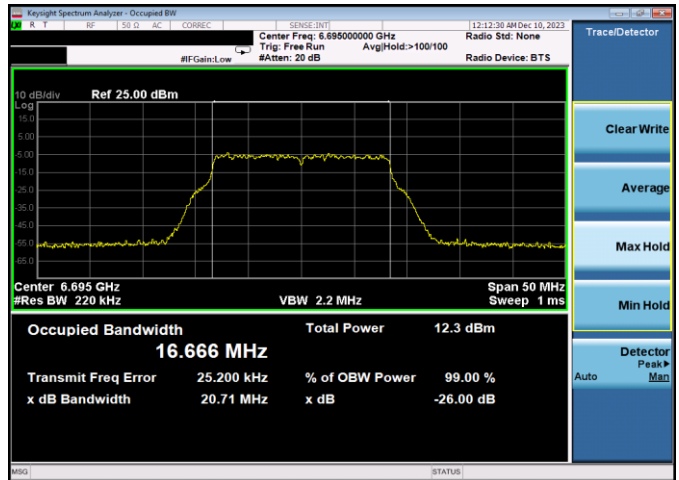 Keysight Spectrum Analyzer - Occupied BW
LXI R T RF 50 Ω AC CORREC SENSE:INT 12:12:30 AM Dec 10, 2023
Center Freq: 6.695000000 GHz Radio Std: None
Trig: Free Run Avg|Hold:>100/100
#IFGain:Low #Atten: 20 dB Radio Device: BTS
Trace/Detector
10 dB/div Ref 25.00 dBm
Log
15.0
5.00
-5.00
-15.0
-25.0
-35.0
-45.0
-55.0
-65.0
Center 6.695 GHz Span 50 MHz
#Res BW 220 kHz VBW 2.2 MHz Sweep 1 ms
Occupied Bandwidth Total Power 12.3 dBm
16.666 MHz
Transmit Freq Error 25.200 kHz % of OBW Power 99.00 %
x dB Bandwidth 20.71 MHz x dB -26.00 dB
Clear Write
Average
Max Hold
Min Hold
Detector
Peak▶
Auto Man
MSG STATUS